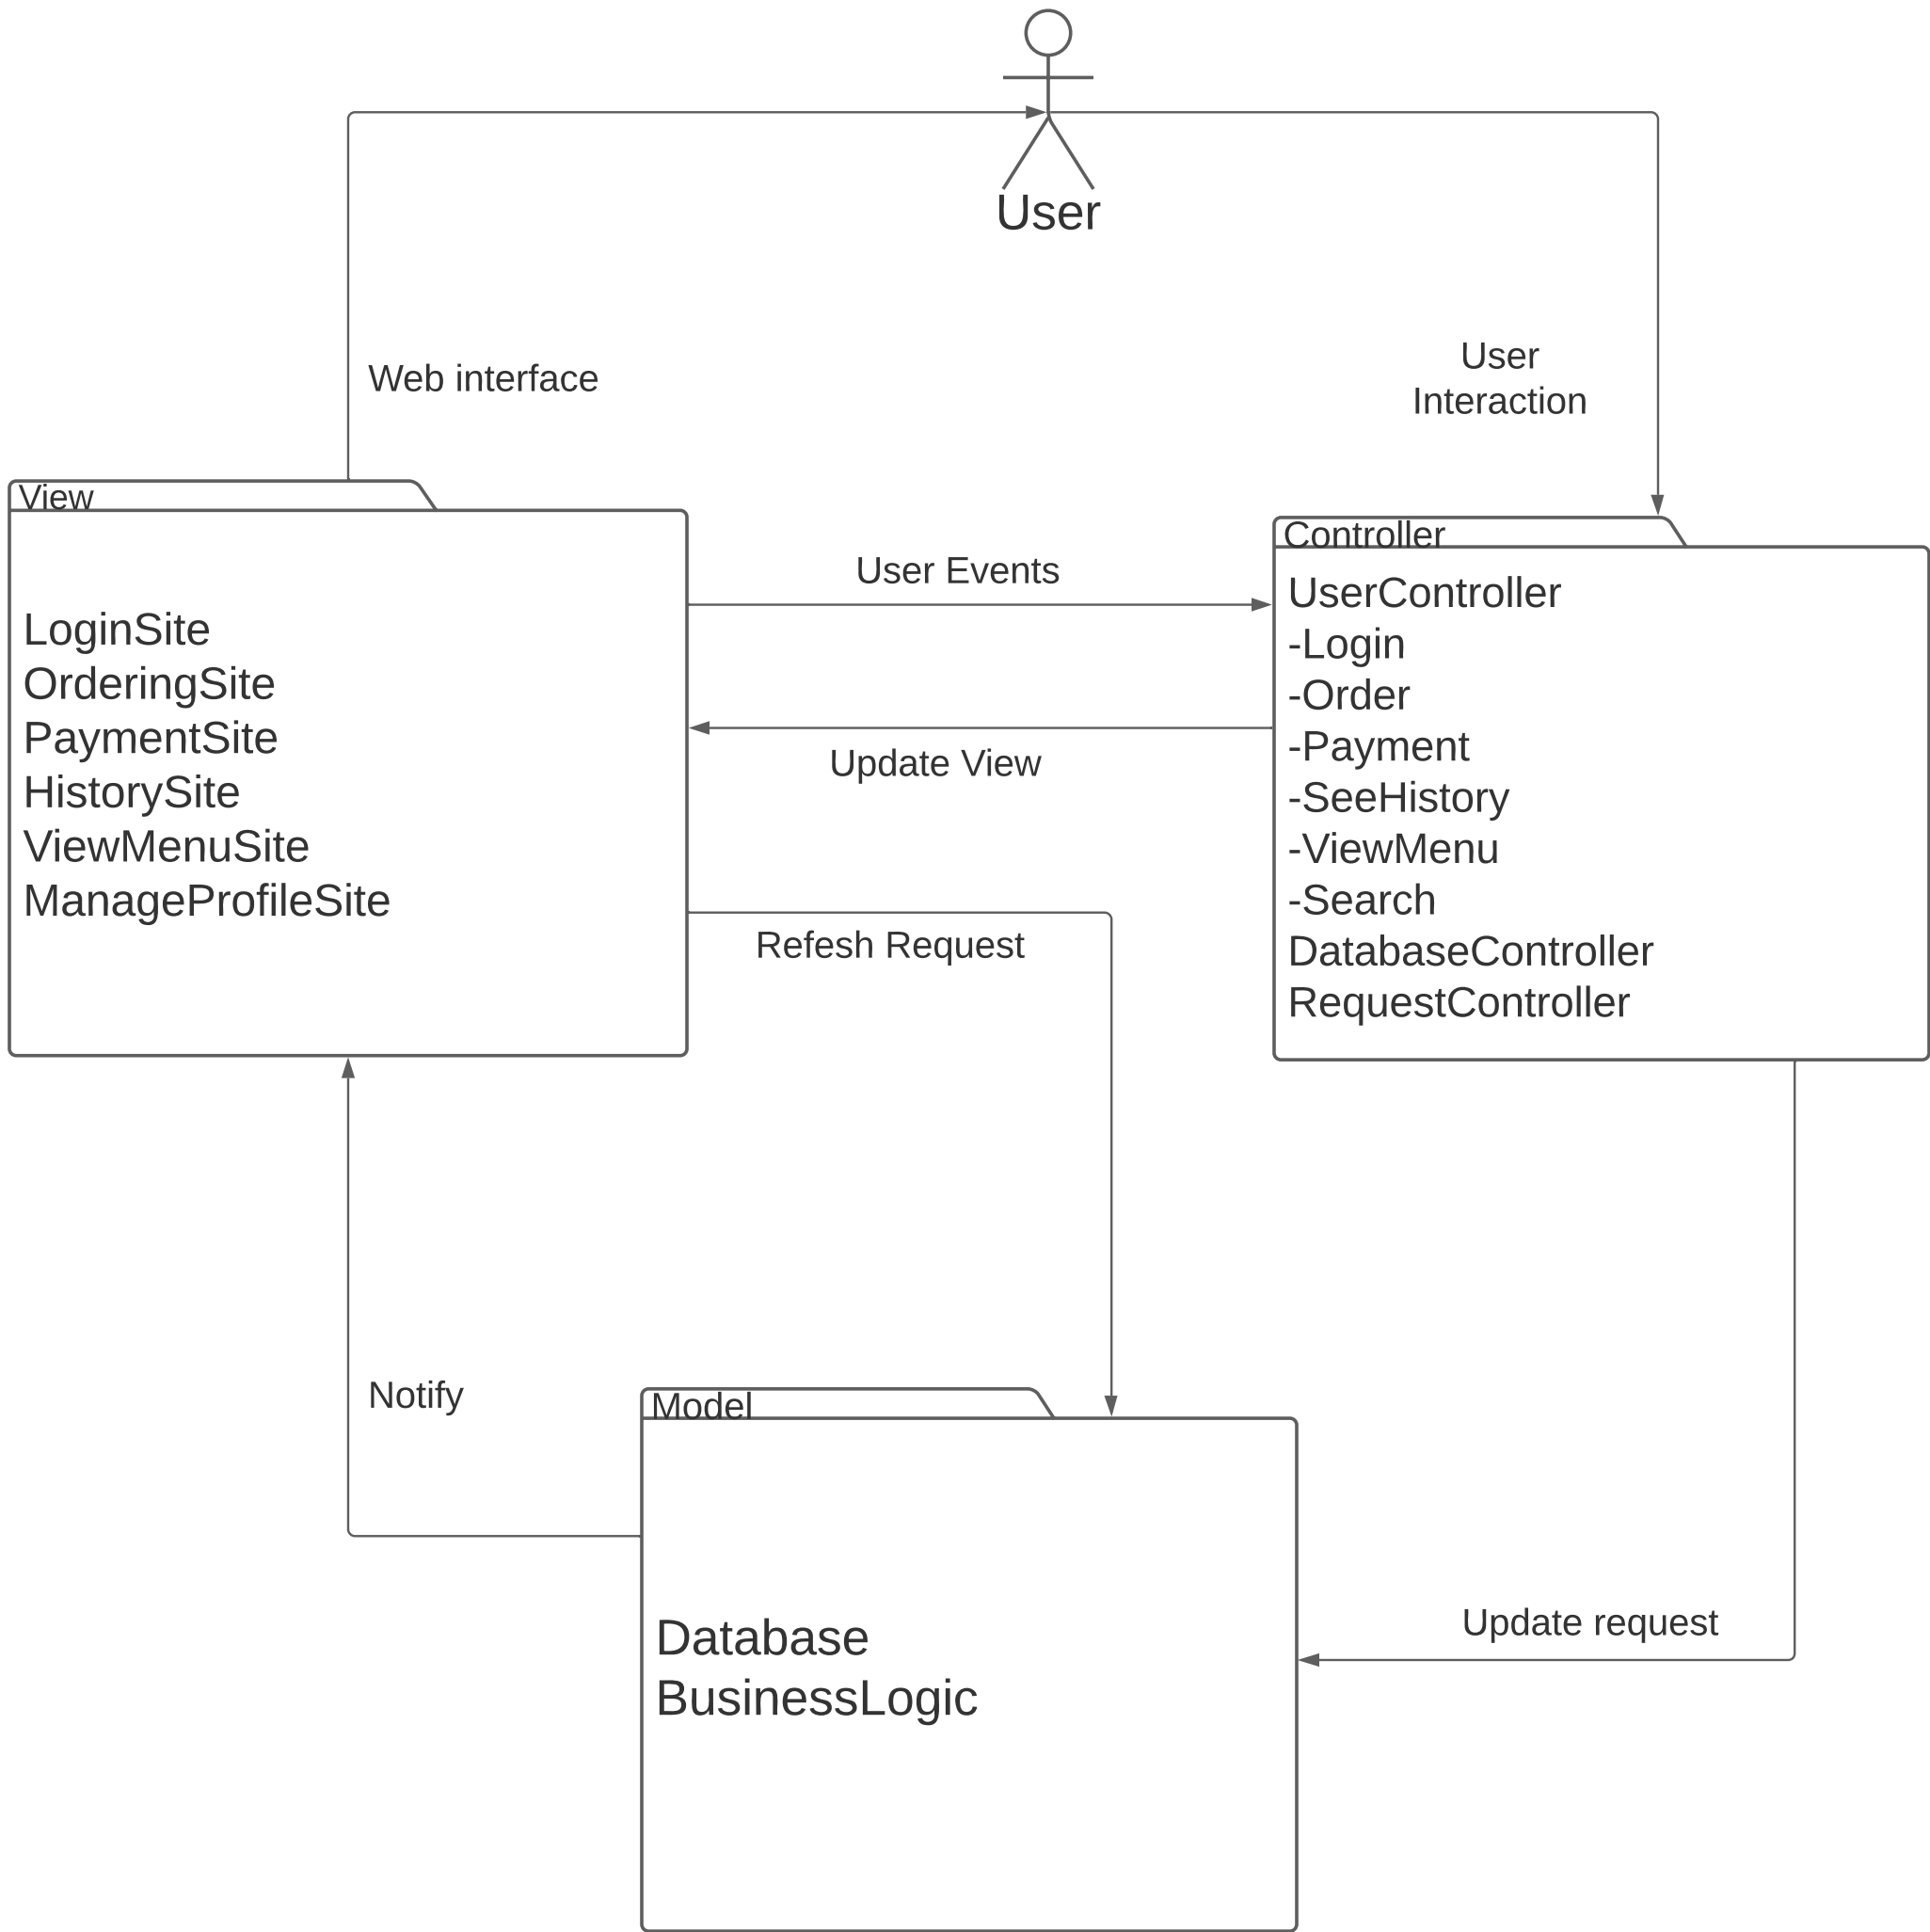 User
Web interface
User
Interaction
View
LoginSite
OrderingSite
PaymentSite
HistorySite
ViewMenuSite
ManageProfileSite
User Events
Update View
Refesh Request
Controller
UserController
-Login
-Order
-Payment
-SeeHistory
-ViewMenu
-Search
DatabaseController
RequestController
Notify
Model
Database
BusinessLogic
Update request